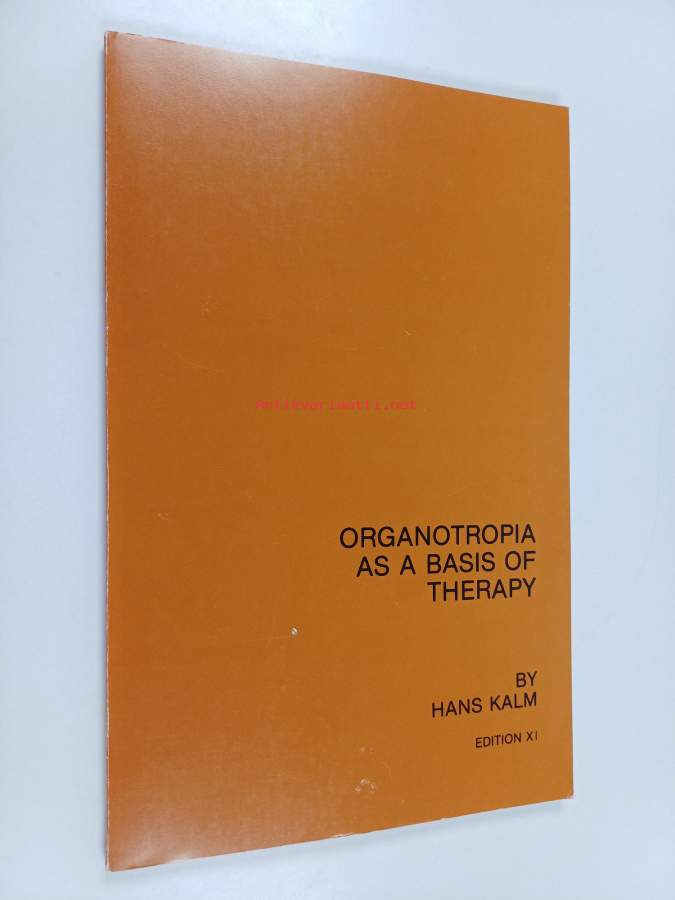 Antikvariaatti.net
ORGANOTROPIA
AS A BASIS OF
THERAPY
BY
HANS KALM
EDITION XI